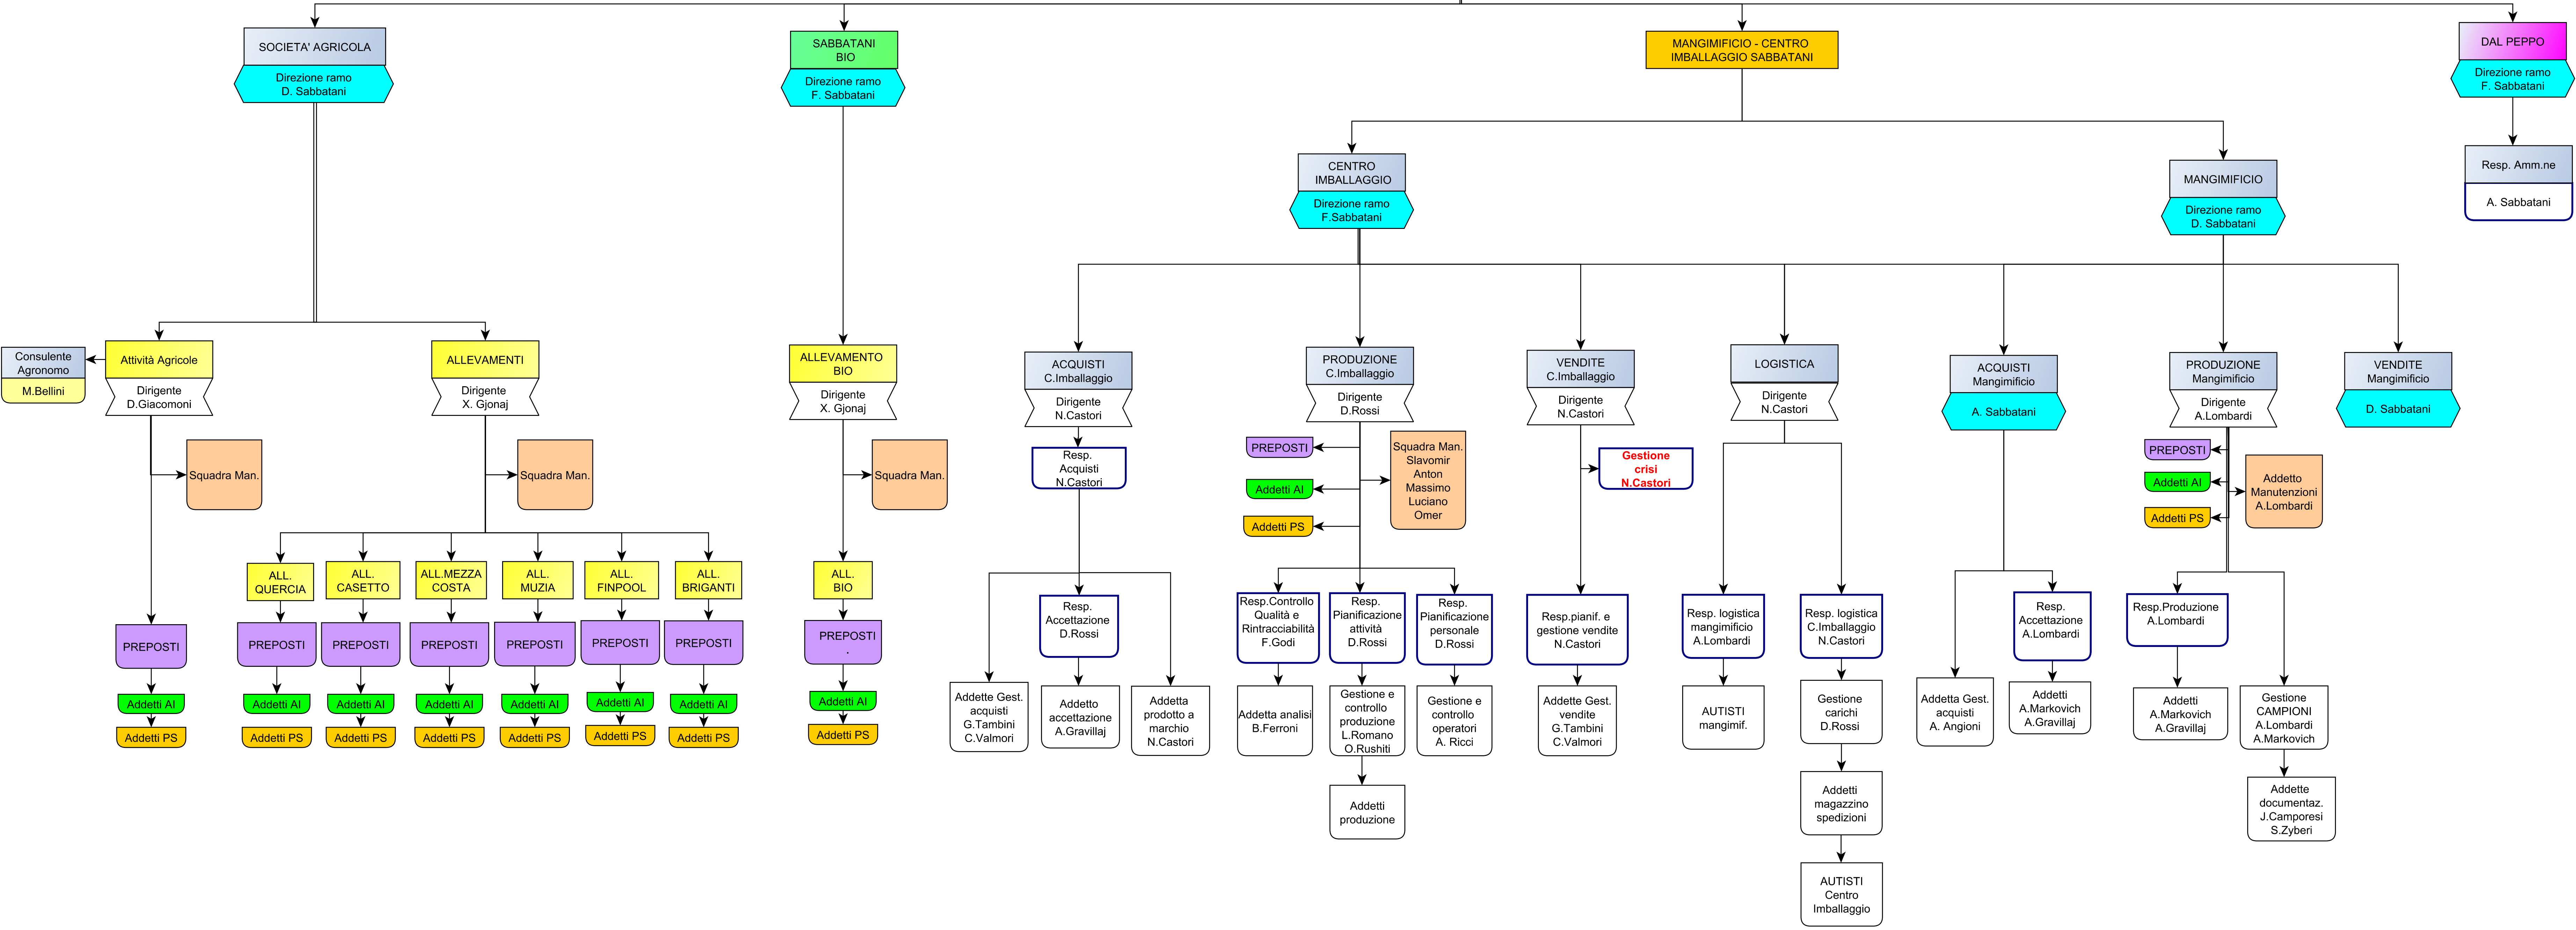 SOCIETA' AGRICOLA
Direzione ramo
D. Sabbatani
SABBATANI
BIO
Direzione ramo
F. Sabbatani
MANGIMIFICIO - CENTRO
IMBALLAGGIO SABBATANI
DAL PEPPO
Direzione ramo
F. Sabbatani
Resp. Amm.ne
A. Sabbatani
CENTRO
IMBALLAGGIO
Direzione ramo
F.Sabbatani
MANGIMIFICIO
Direzione ramo
D. Sabbatani
Consulente
Agronomo
M.Bellini
Attività Agricole
Dirigente
D.Giacomoni
ALLEVAMENTI
Dirigente
X. Gjonaj
ALLEVAMENTO
BIO
Dirigente
X. Gjonaj
ACQUISTI
C.Imballaggio
Dirigente
N.Castori
PRODUZIONE
C.Imballaggio
Dirigente
D.Rossi
VENDITE
C.Imballaggio
Dirigente
N.Castori
LOGISTICA
Dirigente
N.Castori
ACQUISTI
Mangimificio
A. Sabbatani
PRODUZIONE
Mangimificio
Dirigente
A.Lombardi
VENDITE
Mangimificio
D. Sabbatani
Squadra Man.
Squadra Man.
Squadra Man.
Resp.
Acquisti
N.Castori
PREPOSTI
Addetti AI
Addetti PS
Squadra Man.
Slavomir
Anton
Massimo
Luciano
Omer
Gestione
crisi
N.Castori
PREPOSTI
Addetti AI
Addetti PS
Addetto
Manutenzioni
A.Lombardi
ALL.
QUERCIA
ALL.
CASETTO
ALL.MEZZA
COSTA
ALL.
MUZIA
ALL.
FINPOOL
ALL.
BRIGANTI
ALL.
BIO
PREPOSTI
PREPOSTI
PREPOSTI
PREPOSTI
PREPOSTI
PREPOSTI
PREPOSTI
PREPOSTI
.
Addetti AI
Addetti AI
Addetti AI
Addetti AI
Addetti AI
Addetti AI
Addetti AI
Addetti AI
Addetti PS
Addetti PS
Addetti PS
Addetti PS
Addetti PS
Addetti PS
Addetti PS
Addetti PS
Resp.
Accettazione
D.Rossi
Resp.Controllo
Qualità e
Rintracciabilità
F.Godi
Resp.
Pianificazione
attività
D.Rossi
Resp.
Pianificazione
personale
D.Rossi
Resp.pianif. e
gestione vendite
N.Castori
Resp. logistica
mangimificio
A.Lombardi
Resp. logistica
C.Imballaggio
N.Castori
Resp.
Accettazione
A.Lombardi
Resp.Produzione
A.Lombardi
Addette Gest.
acquisti
G.Tambini
C.Valmori
Addetto
accettazione
A.Gravillaj
Addetta
prodotto a
marchio
N.Castori
Addetta analisi
B.Ferroni
Gestione e
controllo
produzione
L.Romano
O.Rushiti
Gestione e
controllo
operatori
A. Ricci
Addette Gest.
vendite
G.Tambini
C.Valmori
AUTISTI
mangimif.
Gestione
carichi
D.Rossi
Addetta Gest.
acquisti
A. Angioni
Addetti
A.Markovich
A.Gravillaj
Addetti
A.Markovich
A.Gravillaj
Gestione
CAMPIONI
A.Lombardi
A.Markovich
Addetti
produzione
Addetti
magazzino
spedizioni
Addette
documentaz.
J.Camporesi
S.Zyberi
AUTISTI
Centro
Imballaggio